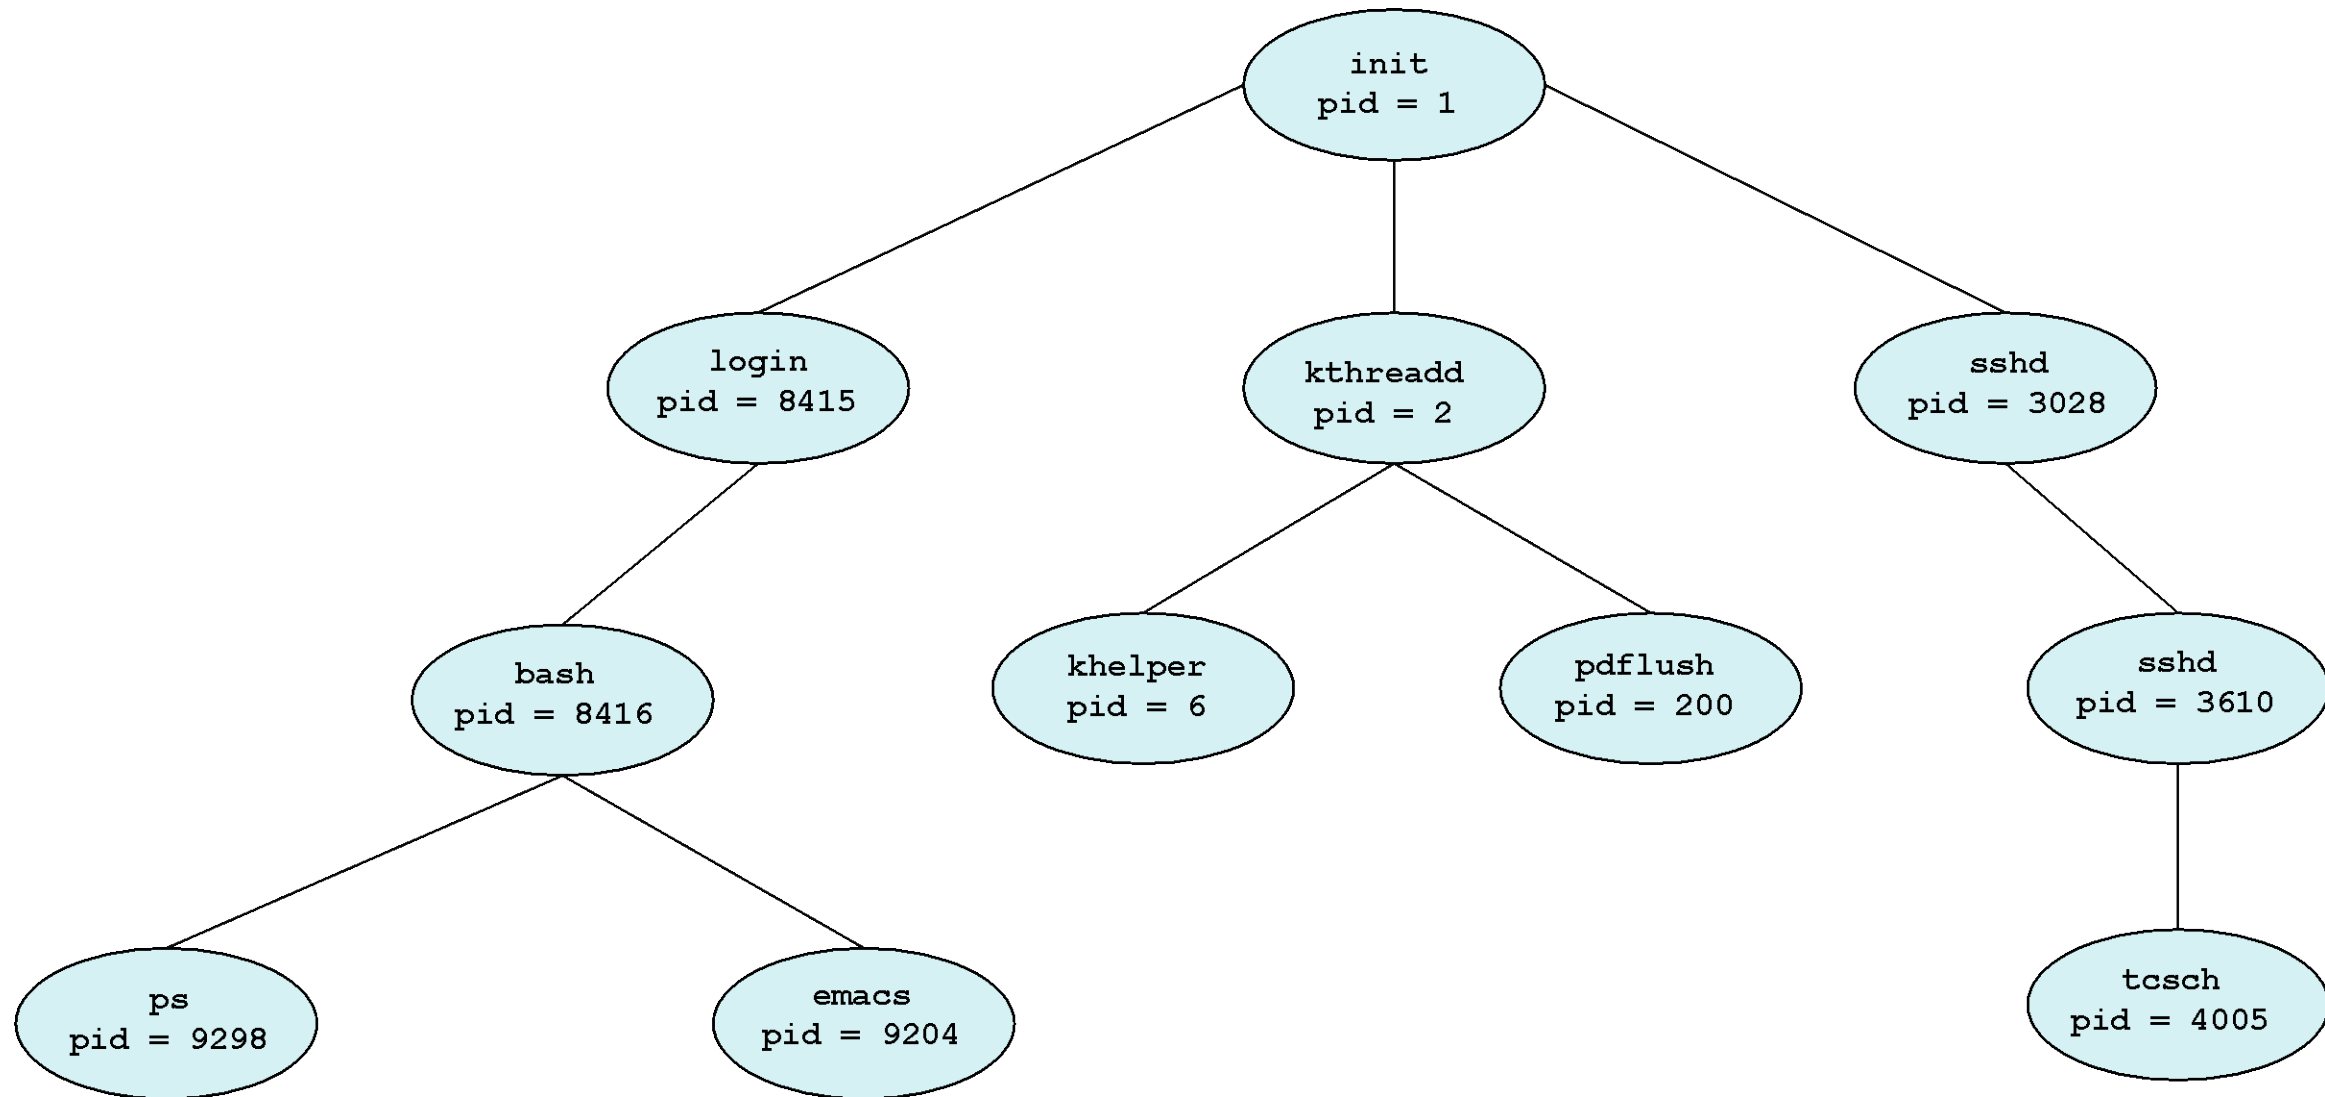 init
pid = 1
login
pid = 8415
kthreadd
pid = 2
sshd
pid = 3028
bash
pid = 8416
khelper
pid = 6
pdflush
pid = 200
sshd
pid = 3610
ps
pid = 9298
emacs
pid = 9204
tcsch
pid = 4005